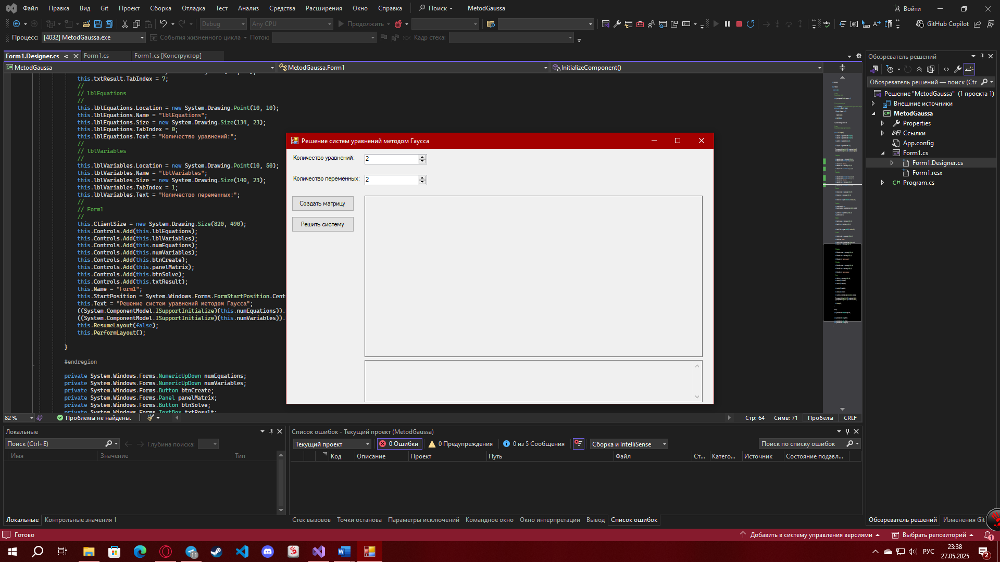 Файл Правка Вид Git Проект Сборка Отладка Тест Анализ Средства Расширения Окно Справка Поиск MetodGaussa Войти
Debug Any CPU Продолжить GitHub Copilot
Процесс: [4032] MetodGaussa.exe События жизненного цикла Поток: Кадр стека:
Form1.Designer.cs Form1.cs Form1.cs [Конструктор]
MetodGaussa MetodGaussa.Form1 InitializeComponent()
this.txtResult.TabIndex = 7;
//
// lblEquations
//
this.lblEquations.Location = new System.Drawing.Point(10, 10);
this.lblEquations.Name = "lblEquations";
this.lblEquations.Size = new System.Drawing.Size(134, 23);
this.lblEquations.TabIndex = 0;
this.lblEquations.Text = "Количество уравнений:";
//
// lblVariables
//
this.lblVariables.Location = new System.Drawing.Point(10, 50);
this.lblVariables.Name = "lblVariables";
this.lblVariables.Size = new System.Drawing.Size(140, 23);
this.lblVariables.TabIndex = 1;
this.lblVariables.Text = "Количество переменных:";
//
// Form1
//
this.ClientSize = new System.Drawing.Size(820, 490);
this.Controls.Add(this.lblEquations);
this.Controls.Add(this.lblVariables);
this.Controls.Add(this.numEquations);
this.Controls.Add(this.numVariables);
this.Controls.Add(this.btnCreate);
this.Controls.Add(this.panelMatrix);
this.Controls.Add(this.btnSolve);
this.Controls.Add(this.txtResult);
this.Name = "Form1";
this.StartPosition = System.Windows.Forms.FormStartPosition.Cent
this.Text = "Решение систем уравнений методом Гаусса";
((System.ComponentModel.ISupportInitialize)(this.numEquations)).
((System.ComponentModel.ISupportInitialize)(this.numVariables)).
this.ResumeLayout(false);
this.PerformLayout();
}
#endregion
private System.Windows.Forms.NumericUpDown numEquations;
private System.Windows.Forms.NumericUpDown numVariables;
private System.Windows.Forms.Button btnCreate;
private System.Windows.Forms.Panel panelMatrix;
private System.Windows.Forms.Button btnSolve;
private System.Windows.Forms.TextBox txtResult;
Решение систем уравнений методом Гаусса
Количество уравнений: 2
Количество переменных: 2
Создать матрицу
Решить систему
Обозреватель решений
Обозреватель решений — поиск (Ctr
Решение "MetodGaussa" (1 проекта 1)
Внешние источники
MetodGaussa
Properties
Ссылки
App.config
Form1.cs
Form1.Designer.cs
Form1.resx
Program.cs
82 % Проблемы не найдены. Стр: 64 Симв: 71 Пробелы CRLF
Локальные
Поиск (Ctrl+E) Глубина поиска:
Имя Значение Тип
Локальные Контрольные значения 1
Список ошибок - Текущий проект (MetodGaussa)
Текущий проект 0 Ошибки 0 Предупреждения 0 из 5 Сообщения Сборка и IntelliSense Поиск по списку ошибок
Код Описание Проект Путь Файл Ст... Катего... Источник Состояние подавл...
Стек вызовов Точки останова Параметры исключений Командное окно Окно интерпретации Вывод Список ошибок
Обозреватель решений Изменения Git
Готово Добавить в систему управления версиями Выбрать репозиторий 1
11 РУС 23:38
27.05.2025 2